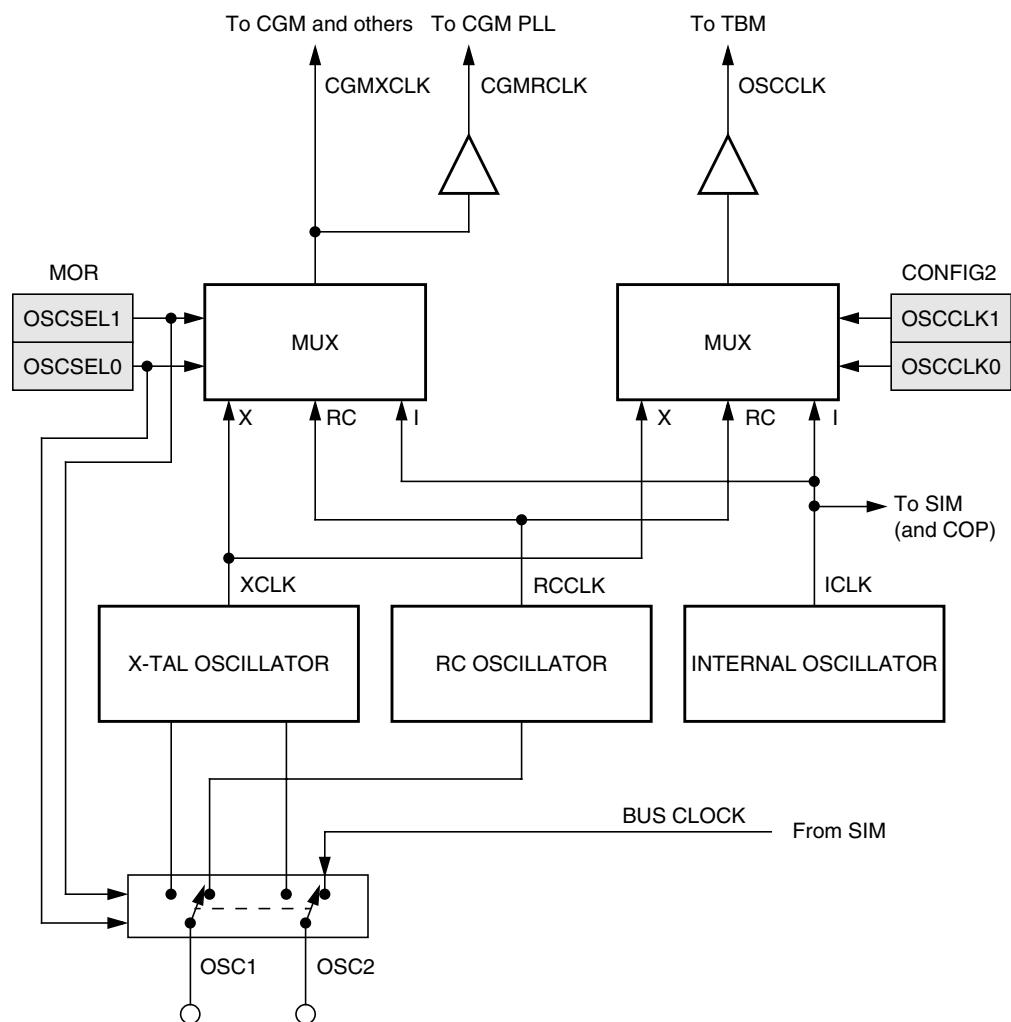 To CGM and others
To CGM PLL
To TBM
CGMXCLK
CGMRCLK
OSCCLK
MOR
CONFIG2
OSCSEL1
OSCSEL0
MUX
MUX
OSCCLK1
OSCCLK0
X
RC
I
X
RC
I
To SIM
(and COP)
XCLK
RCCLK
ICLK
X-TAL OSCILLATOR
RC OSCILLATOR
INTERNAL OSCILLATOR
BUS CLOCK
From SIM
OSC1
OSC2